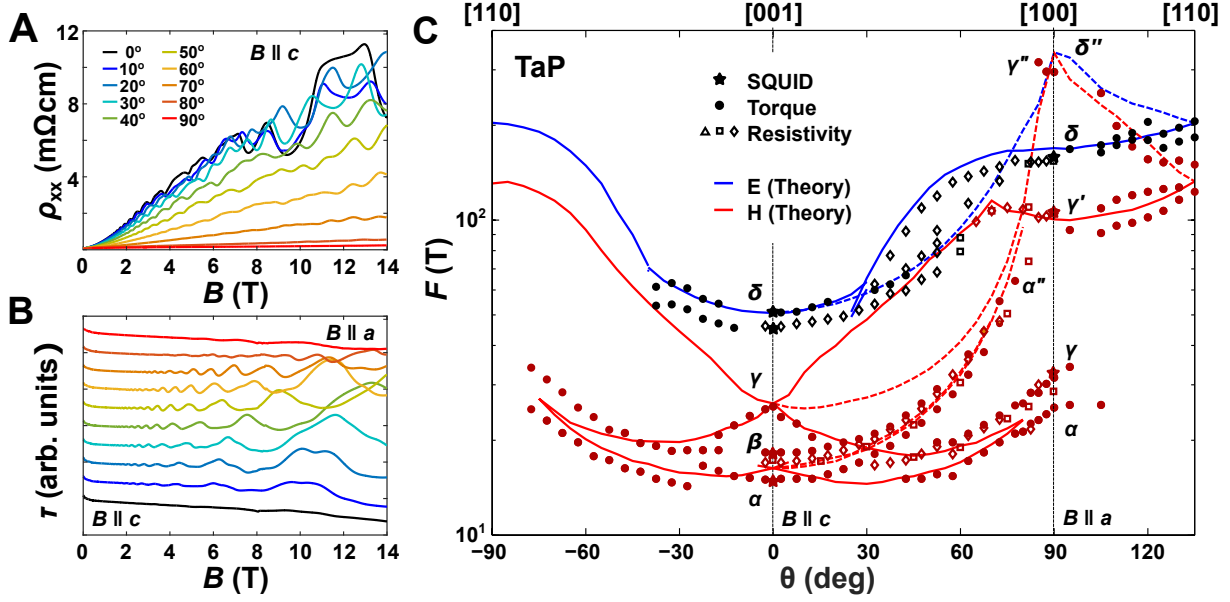 A
12
10
8
6
4
ρxx (mΩcm)
B || c
0°
10°
20°
30°
40°
50°
60°
70°
80°
90°
0 2 4 6 8 10 12 14
B (T)
B
τ (arb. units)
B || a
B || c
0 2 4 6 8 10 12 14
B (T)
C
[110] [001] [100] [110]
TaP
SQUID
Torque
Resistivity
E (Theory)
H (Theory)
γ''
δ''
δ
γ'
α''
γ
α
δ
γ
β
α
B || c
B || a
10²
10¹
F (T)
−90 −60 −30 0 30 60 90 120
θ (deg)